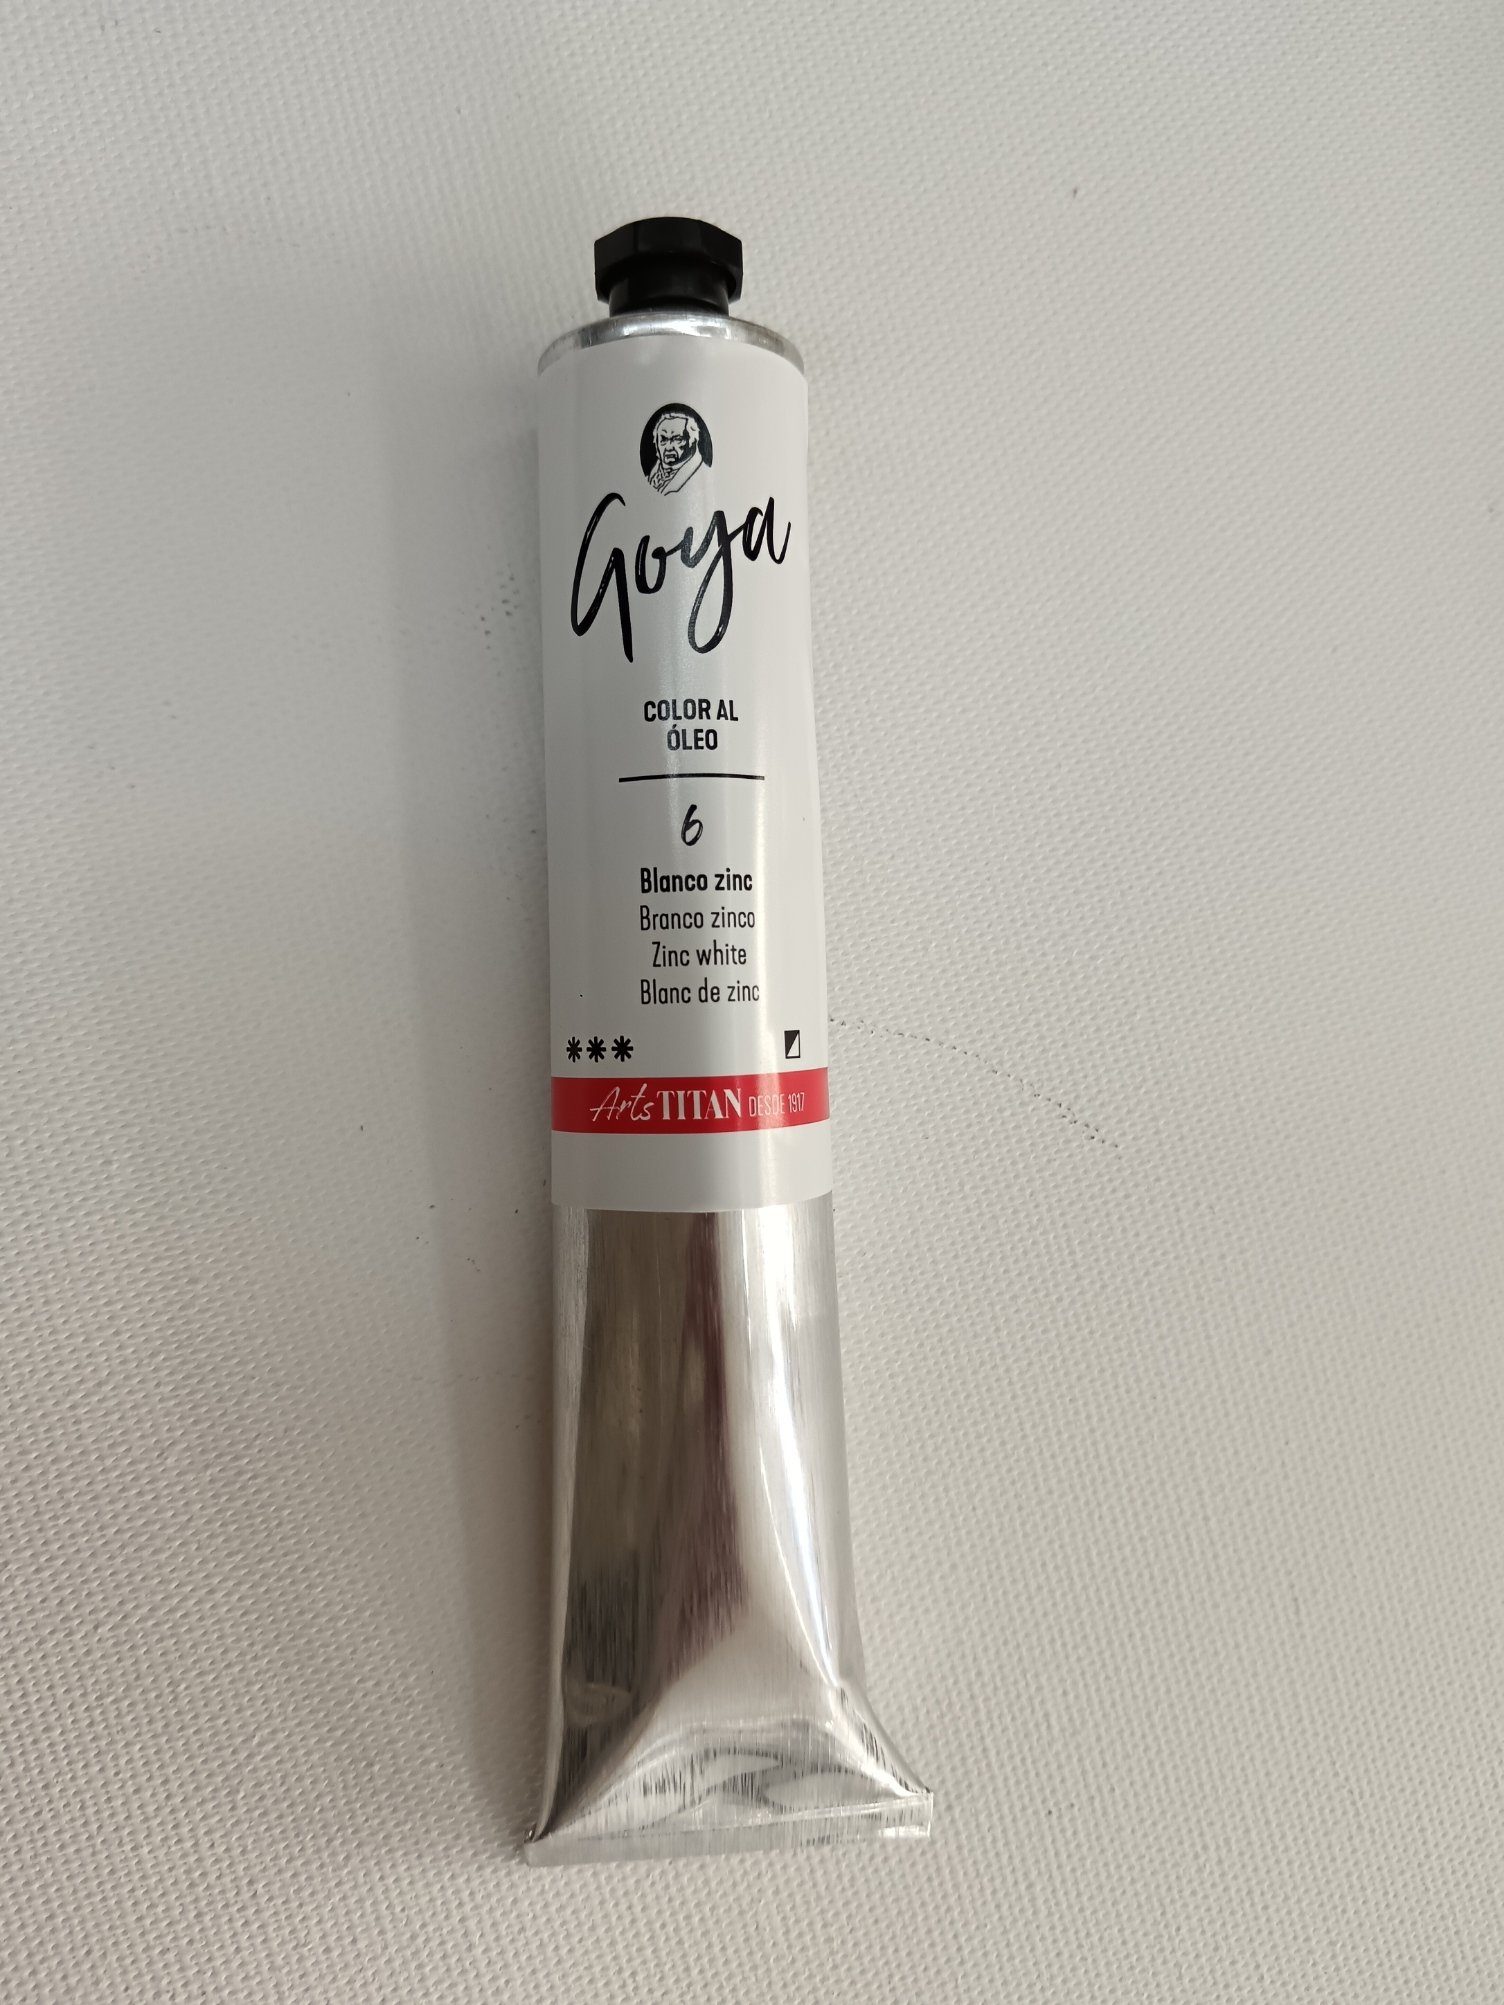 Goya
COLOR AL
ÓLEO
6
Blanco zinc
Branco zinco
Zinc white
Blanc de zinc
***
Arts TITAN DESDE 1917